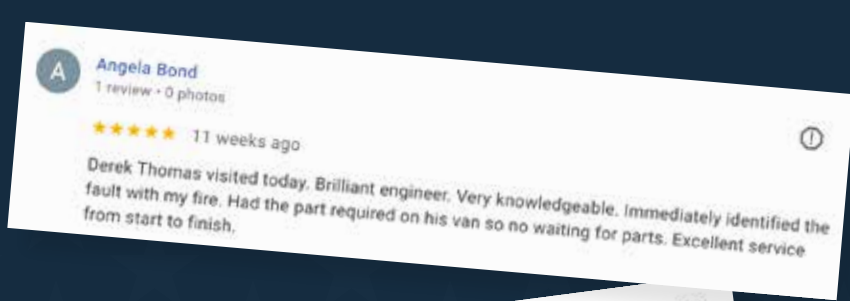 A
Angela Bond
1 review • 0 photos
11 weeks ago
Derek Thomas visited today. Brilliant engineer. Very knowledgeable. Immediately identified the
fault with my fire. Had the part required on his van so no waiting for parts. Excellent service
from start to finish.